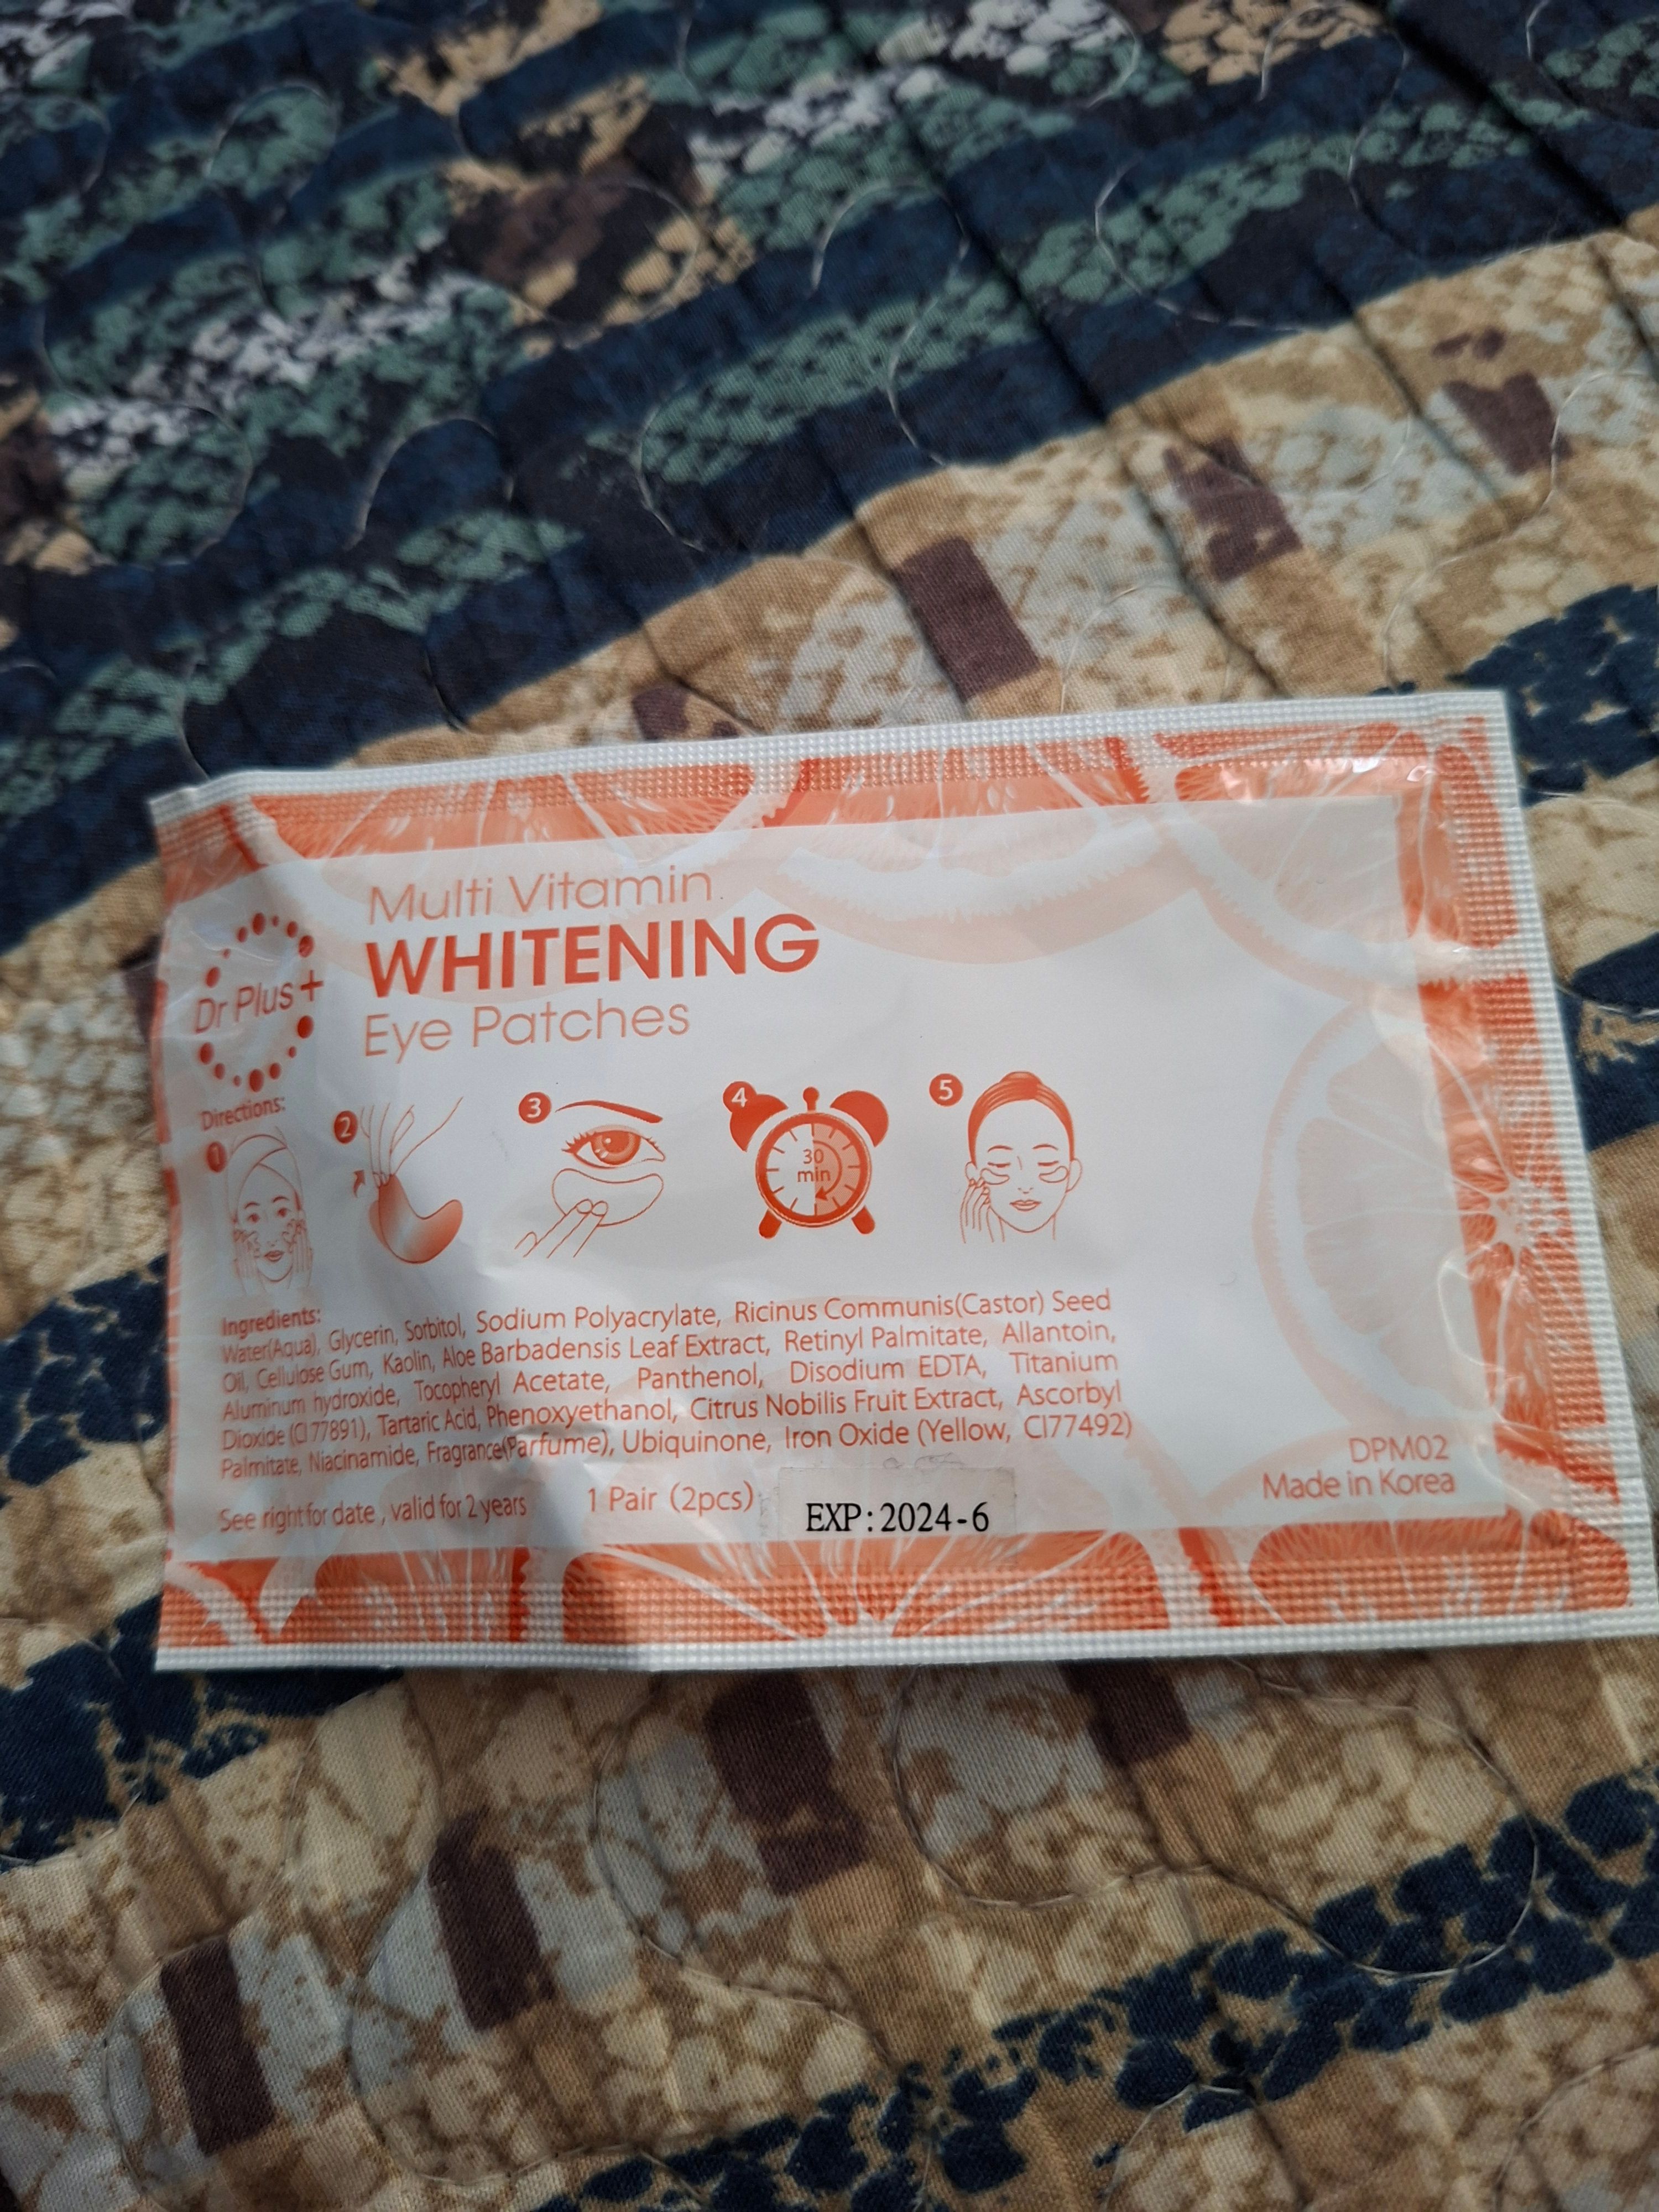 Multi Vitamin
WHITENING
Eye Patches
Dr Plus+
Directions:
1
2
3
4
5
30
min
Ingredients:
Water(Aqua), Glycerin, Sorbitol, Sodium Polyacrylate, Ricinus Communis(Castor) Seed
Oil, Cellulose Gum, Kaolin, Aloe Barbadensis Leaf Extract, Retinyl Palmitate, Allantoin,
Aluminum hydroxide, Tocopheryl Acetate, Panthenol, Disodium EDTA, Titanium
Dioxide (CI 77891), Tartaric Acid, Phenoxyethanol, Citrus Nobilis Fruit Extract, Ascorbyl
Palmitate, Niacinamide, Fragrance(Parfume), Ubiquinone, Iron Oxide (Yellow, CI77492)
See right for date , valid for 2 years
1 Pair (2pcs)
EXP:2024-6
DPM02
Made in Korea